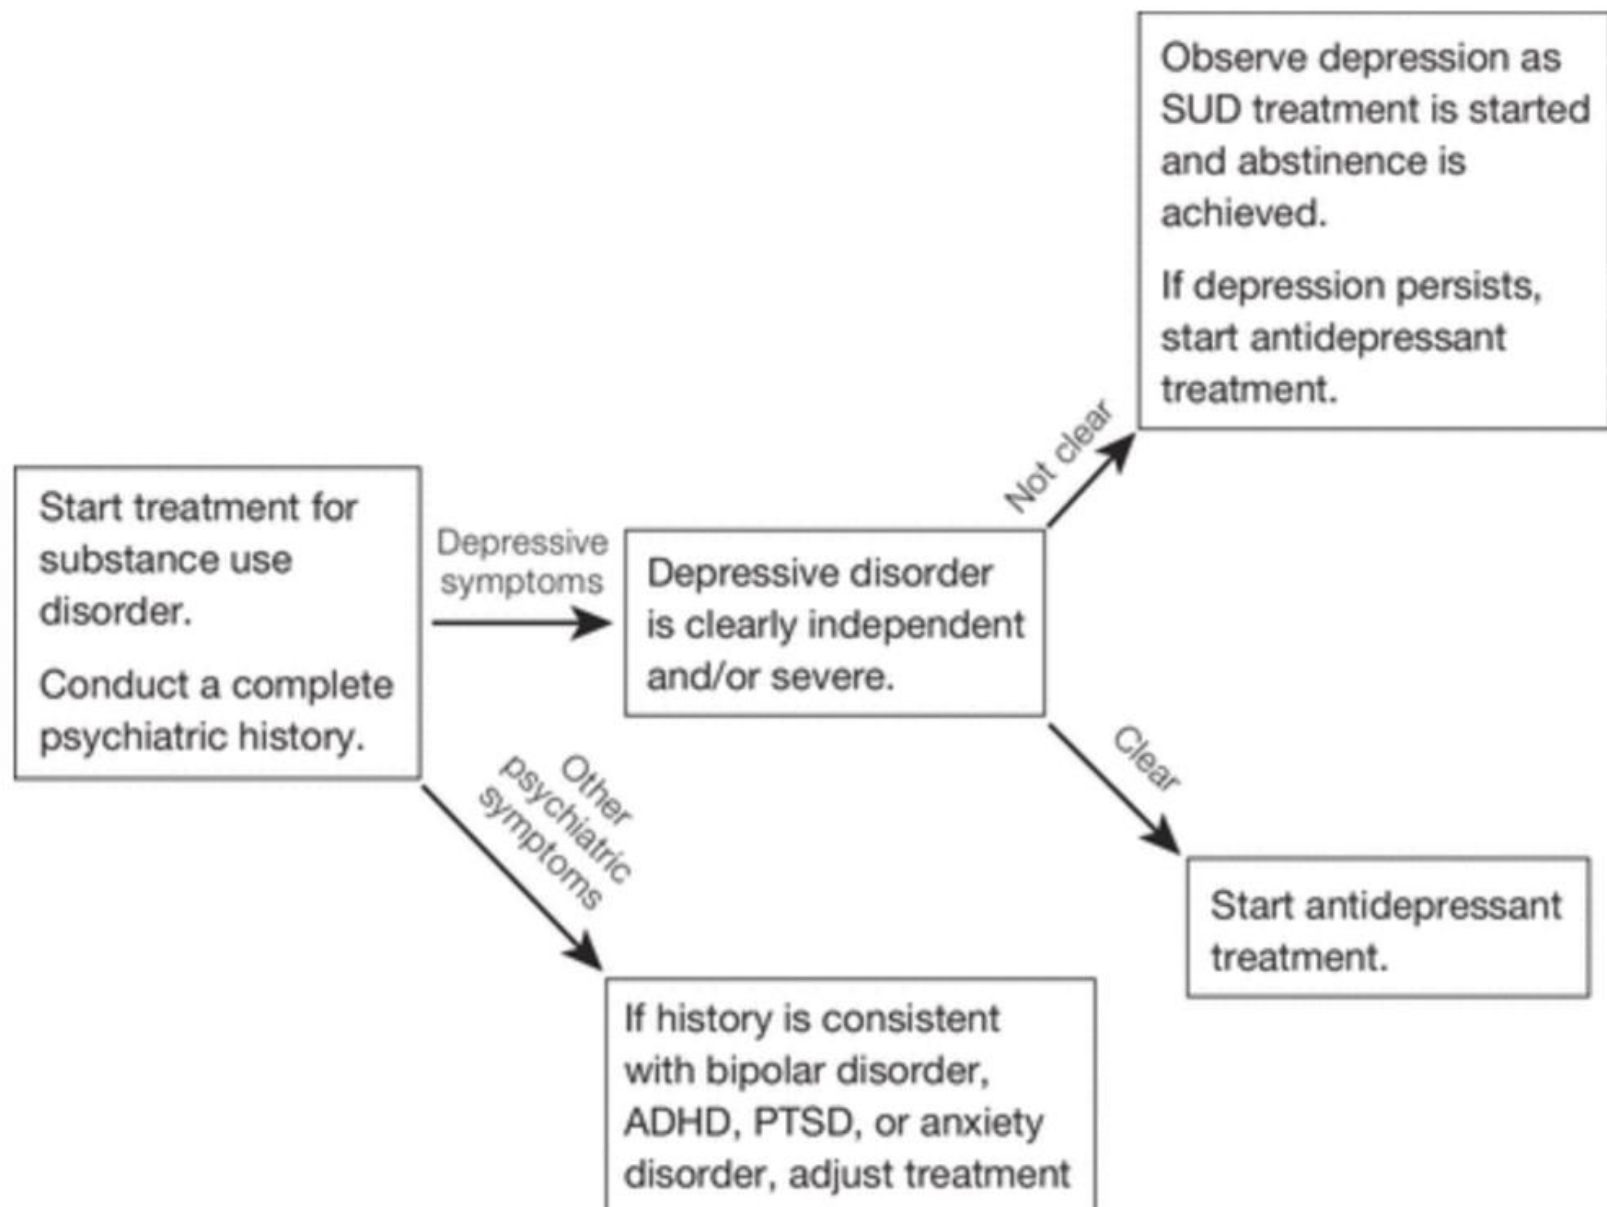 Start treatment for
substance use
disorder.
Conduct a complete
psychiatric history.
Depressive
symptoms
Depressive disorder
is clearly independent
and/or severe.
Not clear
Observe depression as
SUD treatment is started
and abstinence is
achieved.
If depression persists,
start antidepressant
treatment.
Clear
Start antidepressant
treatment.
Other
psychiatric
symptoms
If history is consistent
with bipolar disorder,
ADHD, PTSD, or anxiety
disorder, adjust treatment